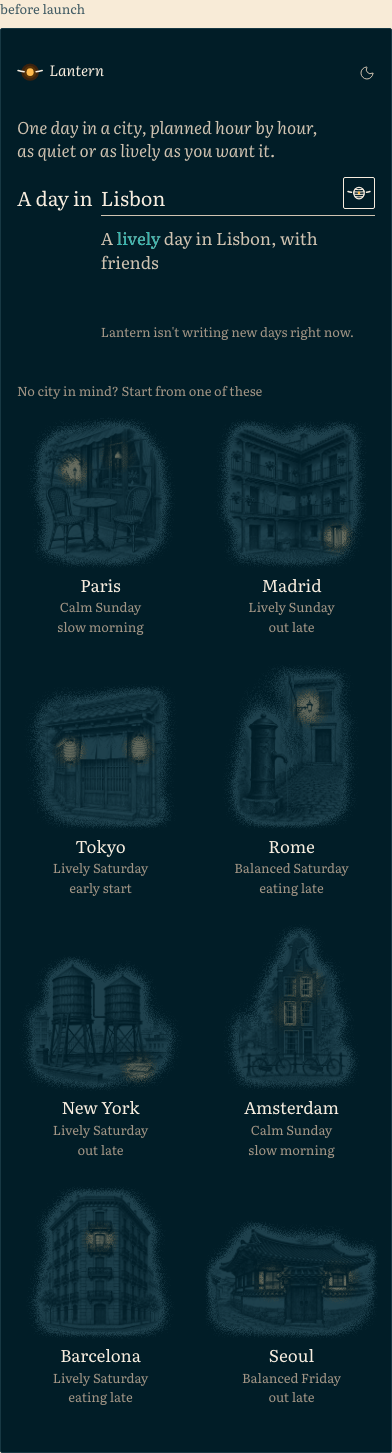 before launch
Lantern
One day in a city, planned hour by hour,
as quiet or as lively as you want it.
A day in Lisbon
A lively day in Lisbon, with
friends
Lantern isn't writing new days right now.
No city in mind? Start from one of these
Paris
Calm Sunday
slow morning
Madrid
Lively Sunday
out late
Tokyo
Lively Saturday
early start
Rome
Balanced Saturday
eating late
New York
Lively Saturday
out late
Amsterdam
Calm Sunday
slow morning
Barcelona
Lively Saturday
eating late
Seoul
Balanced Friday
out late